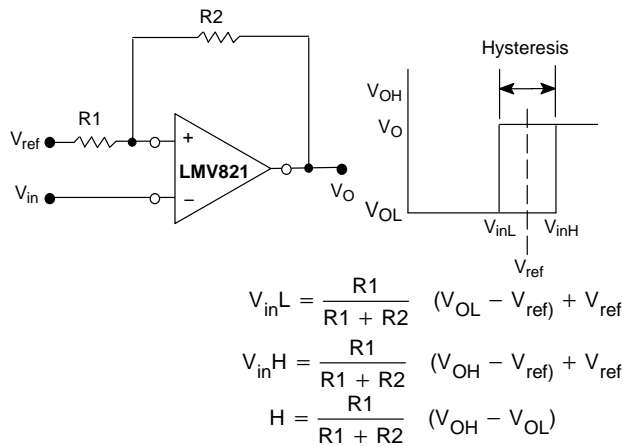 R2
Hysteresis
R1
V_OH
V_ref
+
V_O
LMV821
V_in
−
V_O
V_OL
V_inL
V_inH
V_ref
V_inL = R1 / (R1 + R2) (V_OL − V_ref) + V_ref
V_inH = R1 / (R1 + R2) (V_OH − V_ref) + V_ref
H = R1 / (R1 + R2) (V_OH − V_OL)